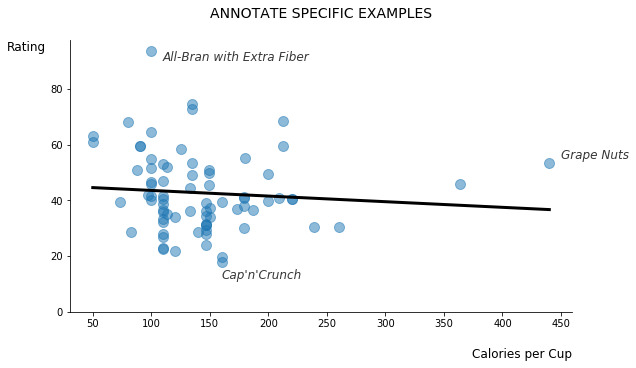 ANNOTATE SPECIFIC EXAMPLES
Rating
All-Bran with Extra Fiber
80
60
Grape Nuts
40
20
Cap'n'Crunch
0
50 100 150 200 250 300 350 400 450
Calories per Cup